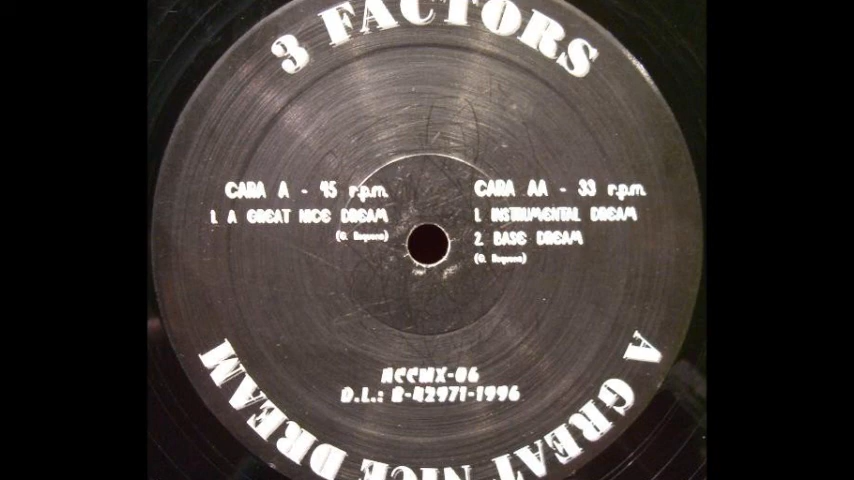 3 FACTORS
CARA A - 45 r.p.m.
1. A GREAT NICE DREAM
CARA AA - 33 r.p.m.
1. INSTRUMENTAL DREAM
2. BASE DREAM
ACCMX-06
D.L.: B-42971-1996
A GREAT NICE DREAM